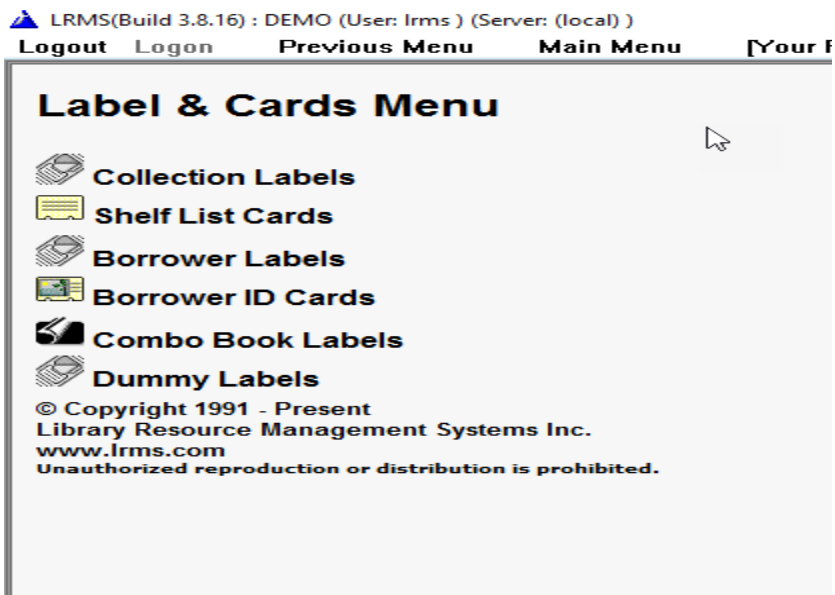 LRMS(Build 3.8.16) : DEMO (User: lrms ) (Server: (local) )
Logout Logon Previous Menu Main Menu [Your
Label & Cards Menu
Collection Labels
Shelf List Cards
Borrower Labels
Borrower ID Cards
Combo Book Labels
Dummy Labels
© Copyright 1991 - Present
Library Resource Management Systems Inc.
www.lrms.com
Unauthorized reproduction or distribution is prohibited.